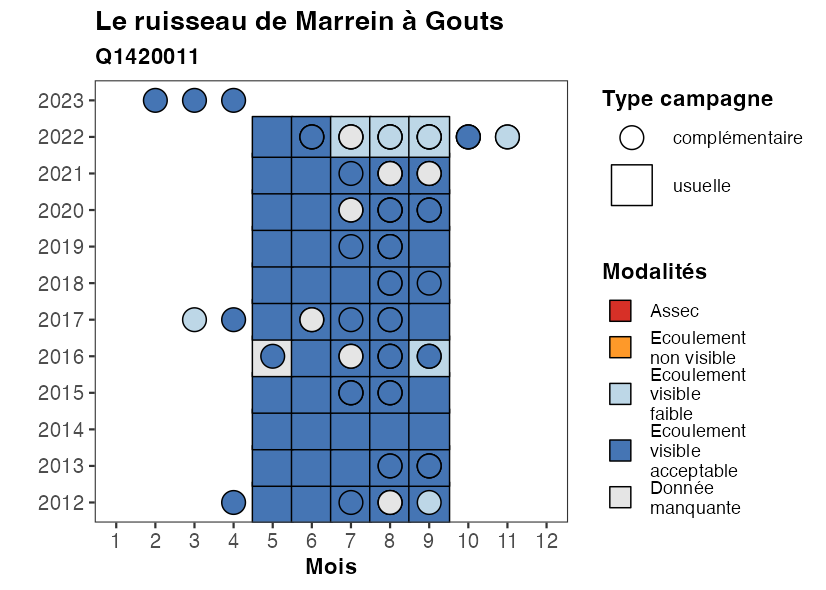 Le ruisseau de Marrein à Gouts
Q1420011
2023
2022
2021
2020
2019
2018
2017
2016
2015
2014
2013
2012
1 2 3 4 5 6 7 8 9 10 11 12
Mois
Type campagne
complémentaire
usuelle
Modalités
Assec
Ecoulement
non visible
Ecoulement
visible
faible
Ecoulement
visible
acceptable
Donnée
manquante